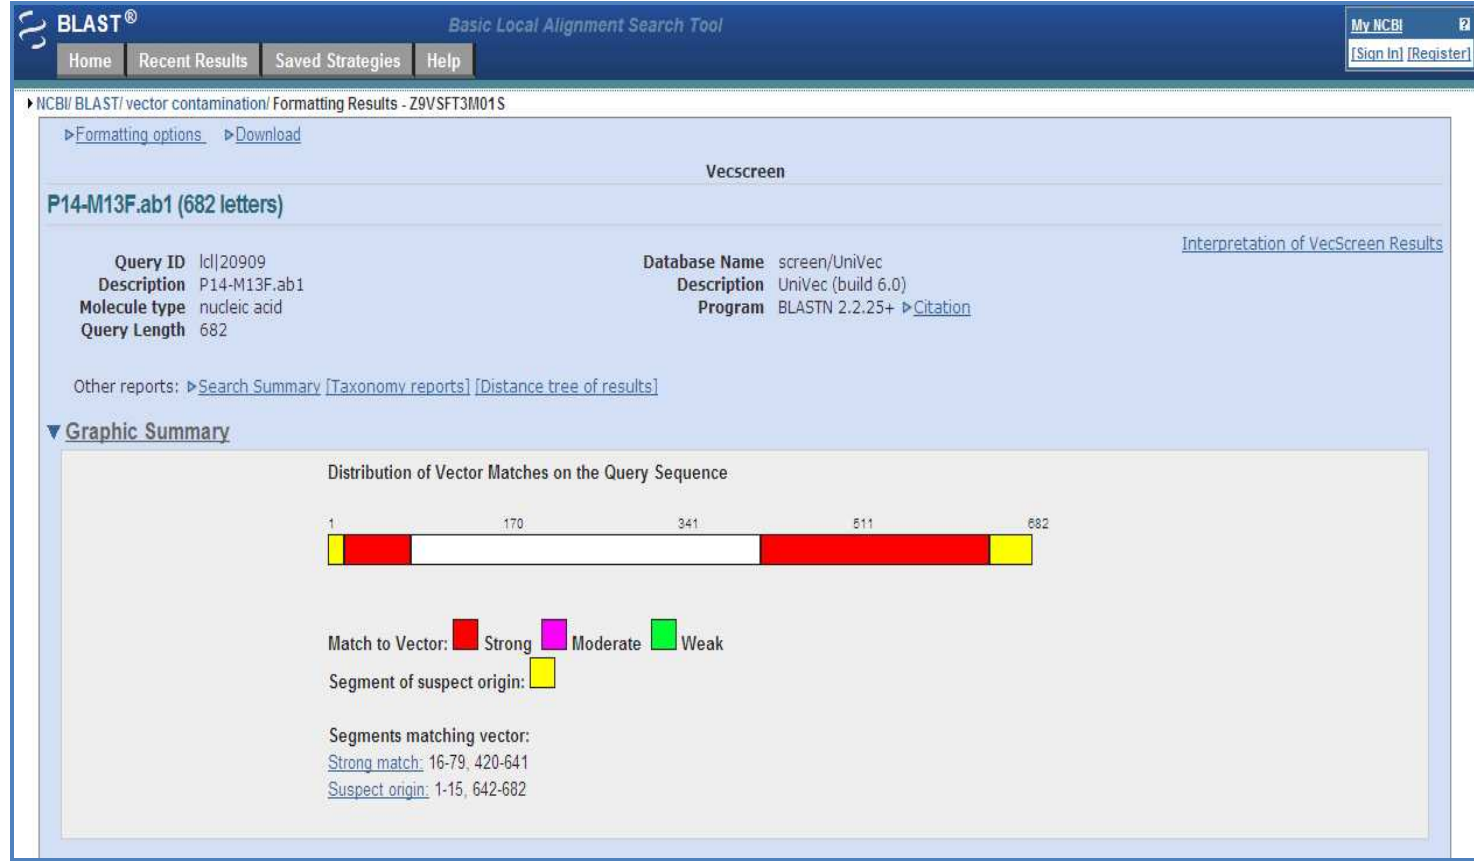 BLAST® Basic Local Alignment Search Tool My NCBI ?
Home Recent Results Saved Strategies Help [Sign In] [Register]
NCBI/ BLAST/ vector contamination/ Formatting Results - Z9VSFT3M01S
Formatting options Download
Vecscreen
P14-M13F.ab1 (682 letters)
Interpretation of VecScreen Results
Query ID lcl|20909 Database Name screen/UniVec
Description P14-M13F.ab1 Description UniVec (build 6.0)
Molecule type nucleic acid Program BLASTN 2.2.25+ Citation
Query Length 682
Other reports: Search Summary [Taxonomy reports] [Distance tree of results]
Graphic Summary
Distribution of Vector Matches on the Query Sequence
1 170 341 511 682
Match to Vector: Strong Moderate Weak
Segment of suspect origin:
Segments matching vector:
Strong match: 16-79, 420-641
Suspect origin: 1-15, 642-682